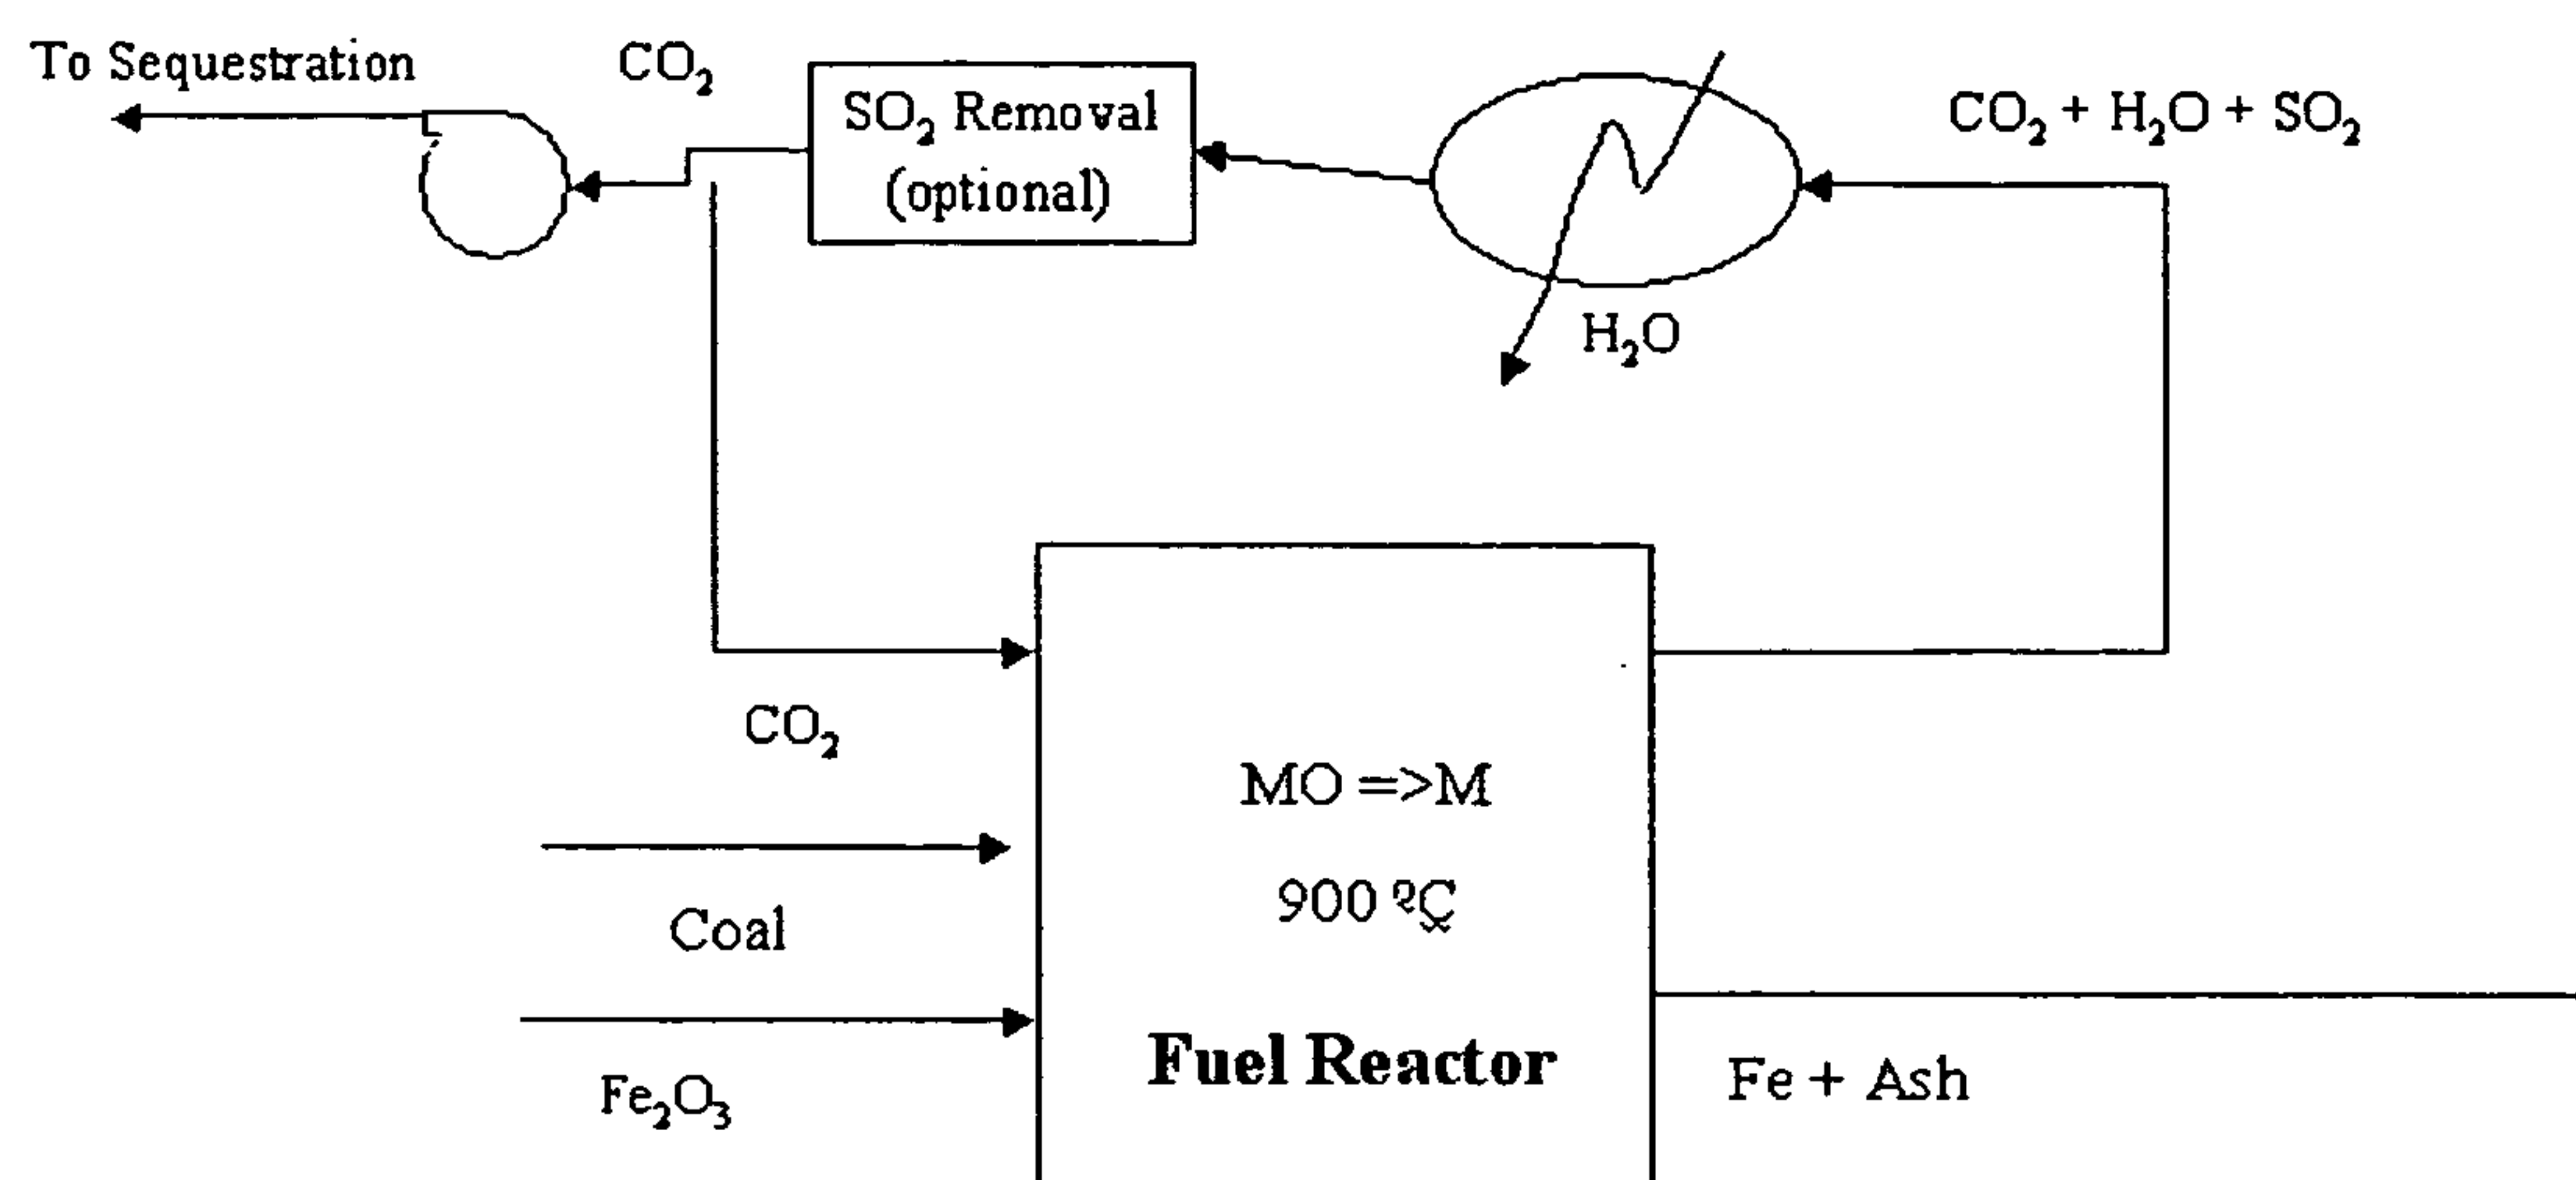 To Sequestration
CO₂
SO₂ Removal
(optional)
CO₂ + H₂O + SO₂
H₂O
CO₂
MO =>M
900 ºC
Coal
Fuel Reactor
Fe₂O₃
Fe + Ash